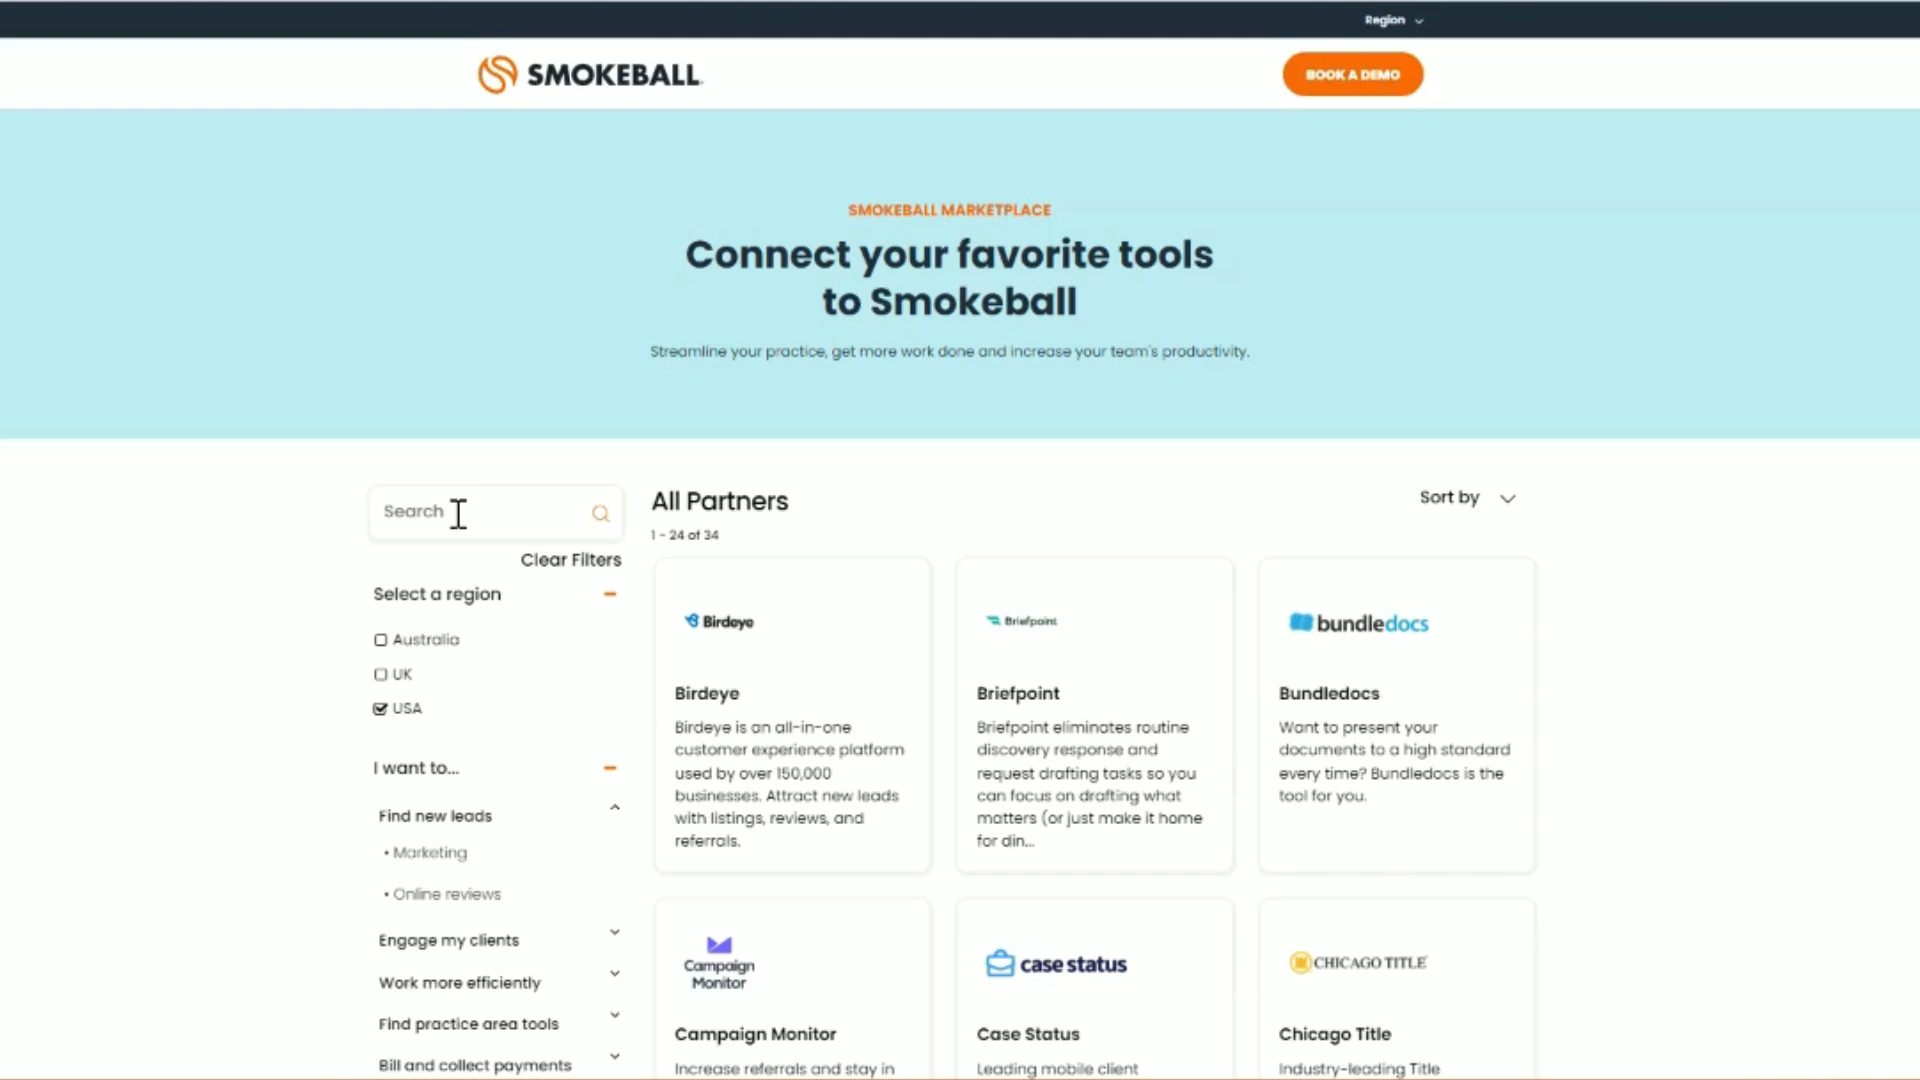 Region
SMOKEBALL
BOOK A DEMO
SMOKEBALL MARKETPLACE
Connect your favorite tools
to Smokeball
Streamline your practice, get more work done and increase your team's productivity.
Search
Clear Filters
Select a region
Australia
UK
USA
I want to...
Find new leads
• Marketing
• Online reviews
Engage my clients
Work more efficiently
Find practice area tools
Bill and collect payments
All Partners
1 - 24 of 34
Sort by
Birdeye
Birdeye
Birdeye is an all-in-one
customer experience platform
used by over 150,000
businesses. Attract new leads
with listings, reviews, and
referrals.
Briefpoint
Briefpoint
Briefpoint eliminates routine
discovery response and
request drafting tasks so you
can focus on drafting what
matters (or just make it home
for din...
bundledocs
Bundledocs
Want to present your
documents to a high standard
every time? Bundledocs is the
tool for you.
Campaign
Monitor
Campaign Monitor
Increase referrals and stay in
case status
Case Status
Leading mobile client
CHICAGO TITLE
Chicago Title
Industry-leading Title